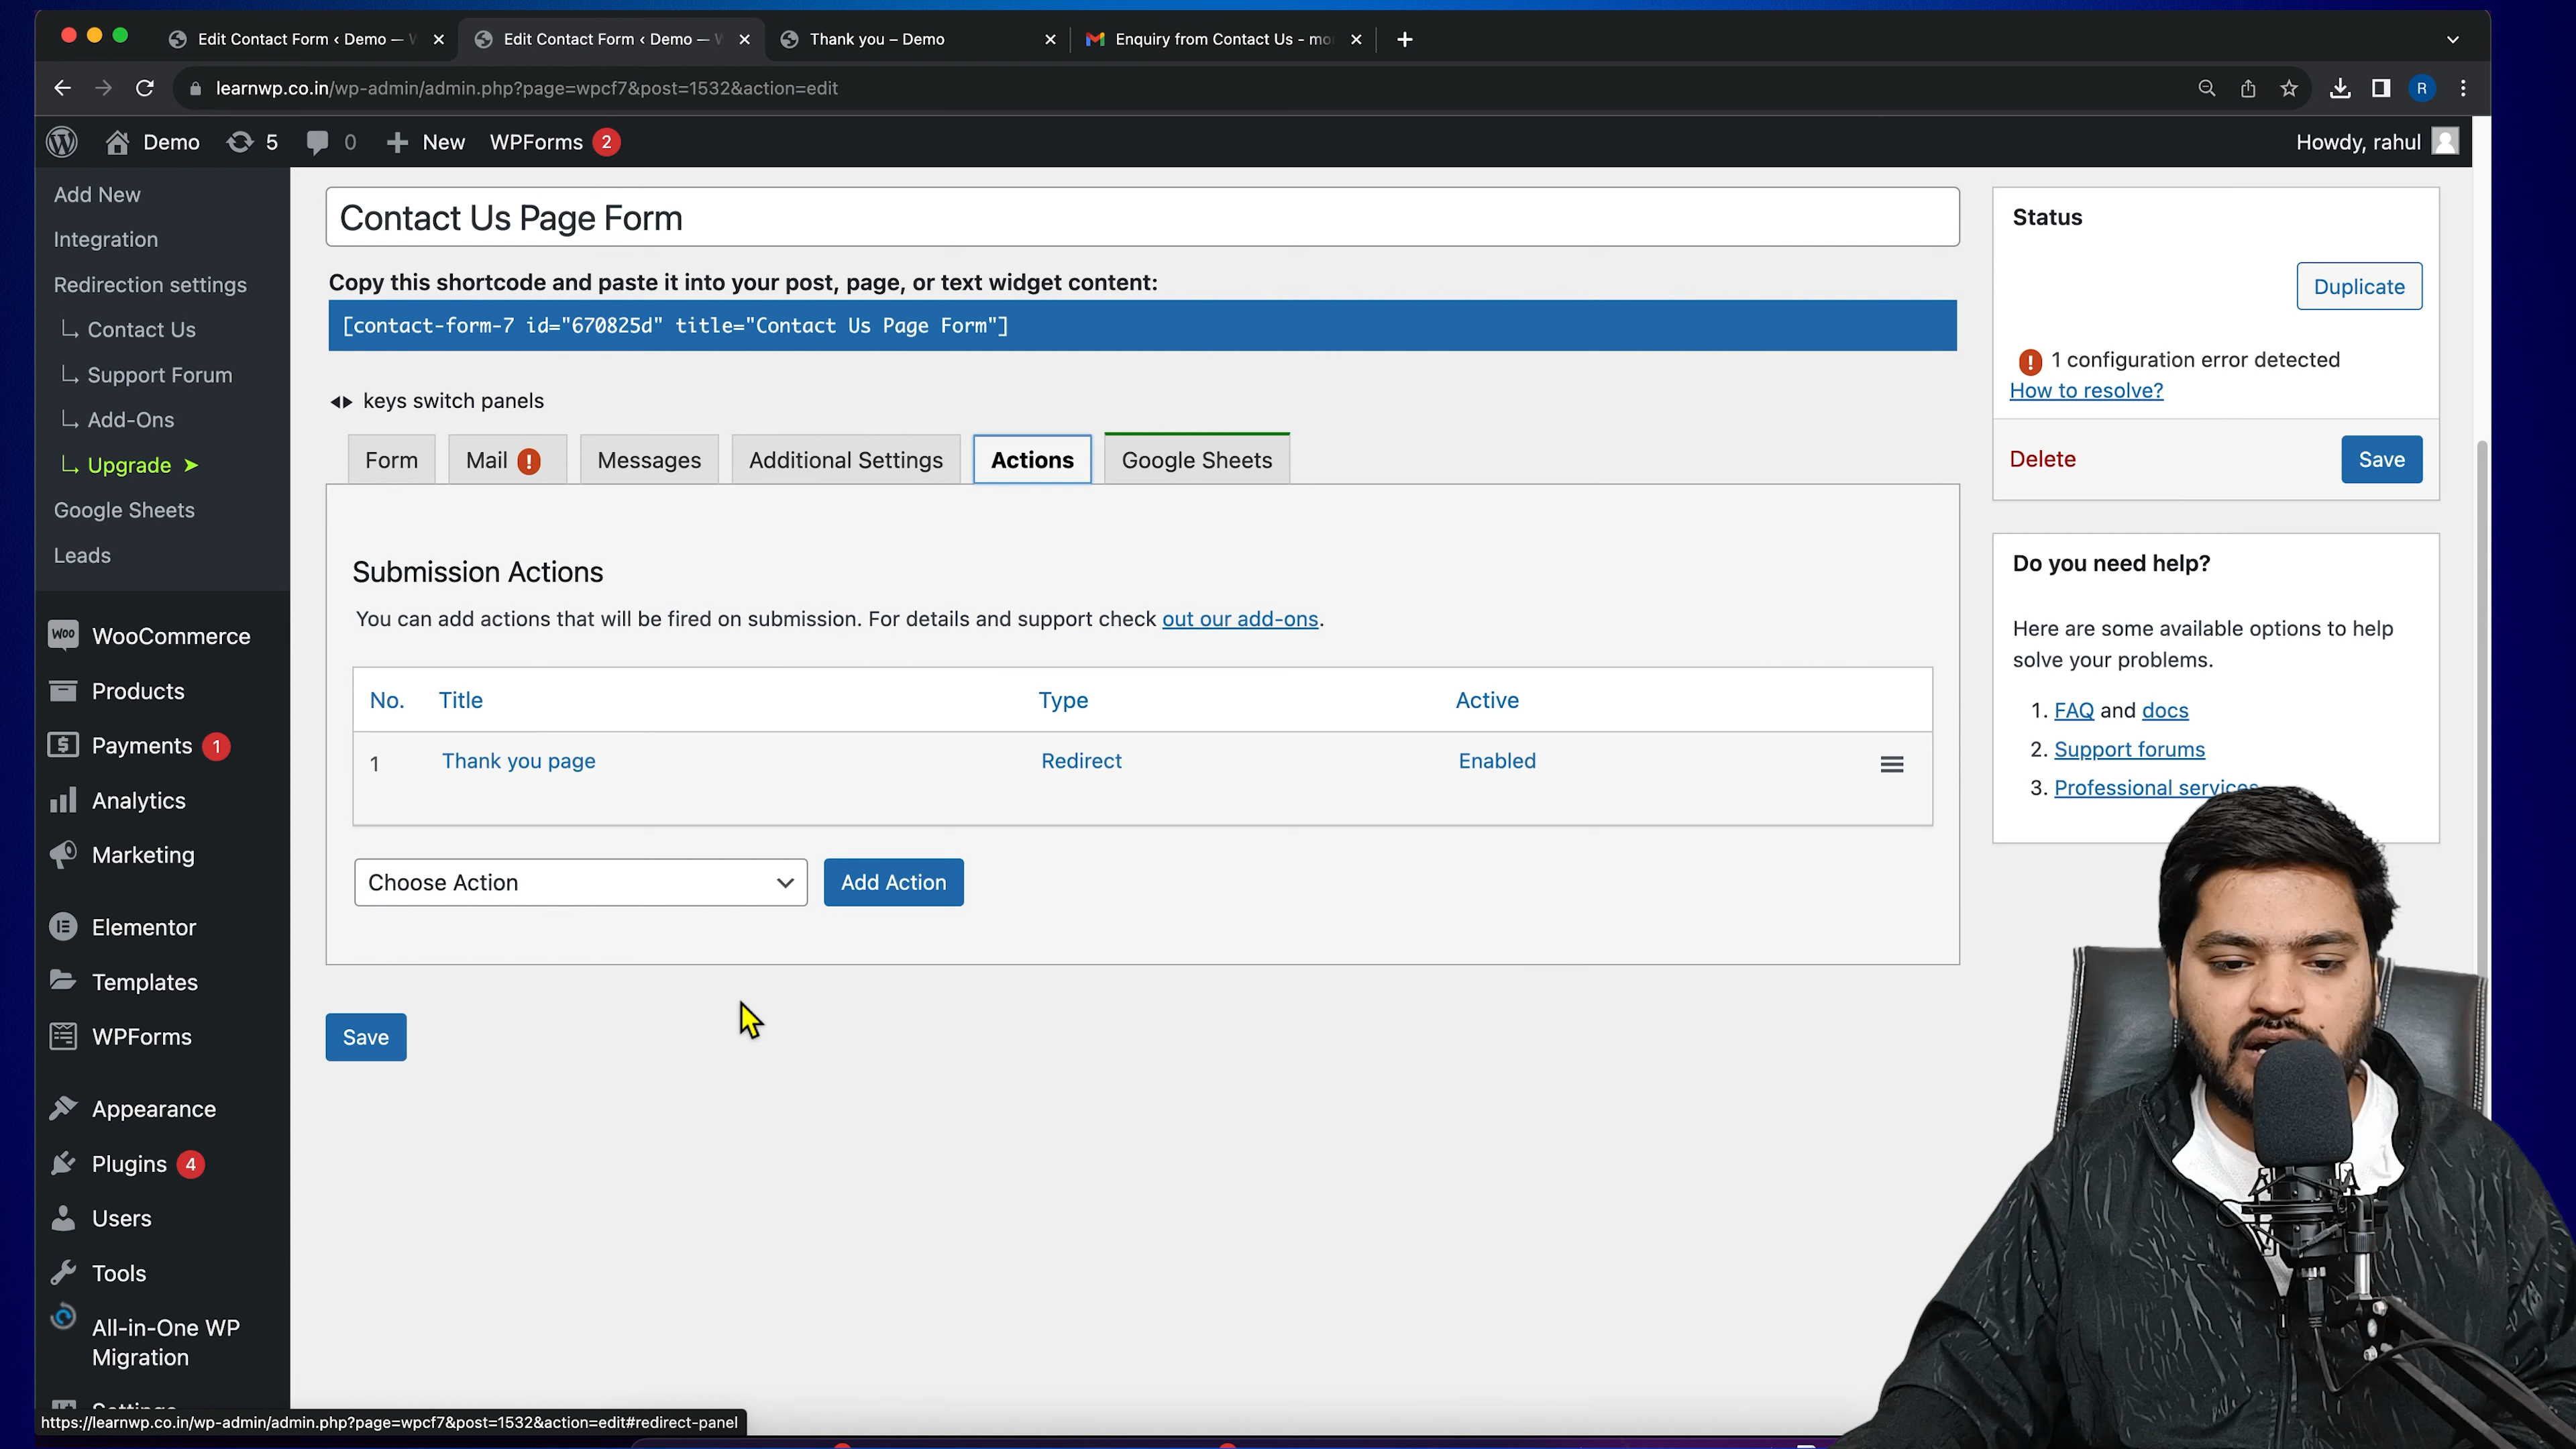 Edit Contact Form ‹ Demo —
Edit Contact Form ‹ Demo —
Thank you – Demo
Enquiry from Contact Us - mo
learnwp.co.in/wp-admin/admin.php?page=wpcf7&post=1532&action=edit
R
Demo
5
0
New
WPForms 2
Howdy, rahul
Add New
Integration
Redirection settings
Contact Us
Support Forum
Add-Ons
Upgrade ➤
Google Sheets
Leads
WooCommerce
Products
Payments 1
Analytics
Marketing
Elementor
Templates
WPForms
Appearance
Plugins 4
Users
Tools
All-in-One WP
Migration
Contact Us Page Form
Copy this shortcode and paste it into your post, page, or text widget content:
[contact-form-7 id="670825d" title="Contact Us Page Form"]
keys switch panels
Form
Mail !
Messages
Additional Settings
Actions
Google Sheets
Submission Actions
You can add actions that will be fired on submission. For details and support check out our add-ons.
No. Title Type Active
1 Thank you page Redirect Enabled
Choose Action
Add Action
Save
Status
Duplicate
! 1 configuration error detected
How to resolve?
Delete
Save
Do you need help?
Here are some available options to help
solve your problems.
1. FAQ and docs
2. Support forums
3. Professional services
https://learnwp.co.in/wp-admin/admin.php?page=wpcf7&post=1532&action=edit#redirect-panel